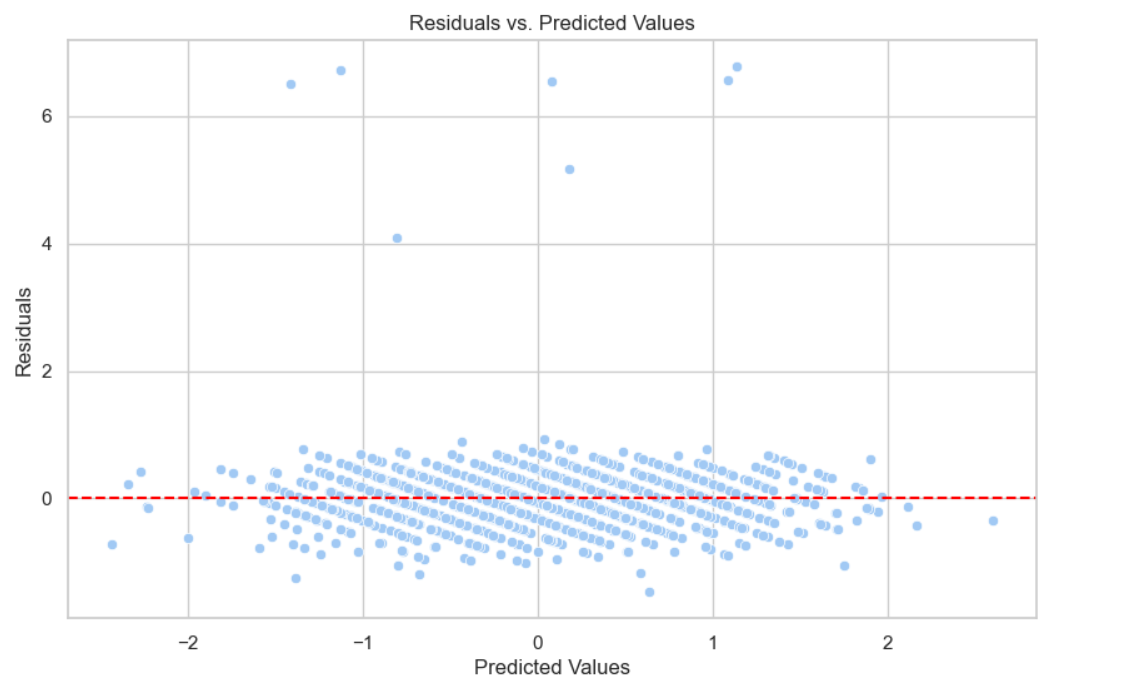 Residuals vs. Predicted Values
6
4
2
0
Residuals
−2 −1 0 1 2
Predicted Values